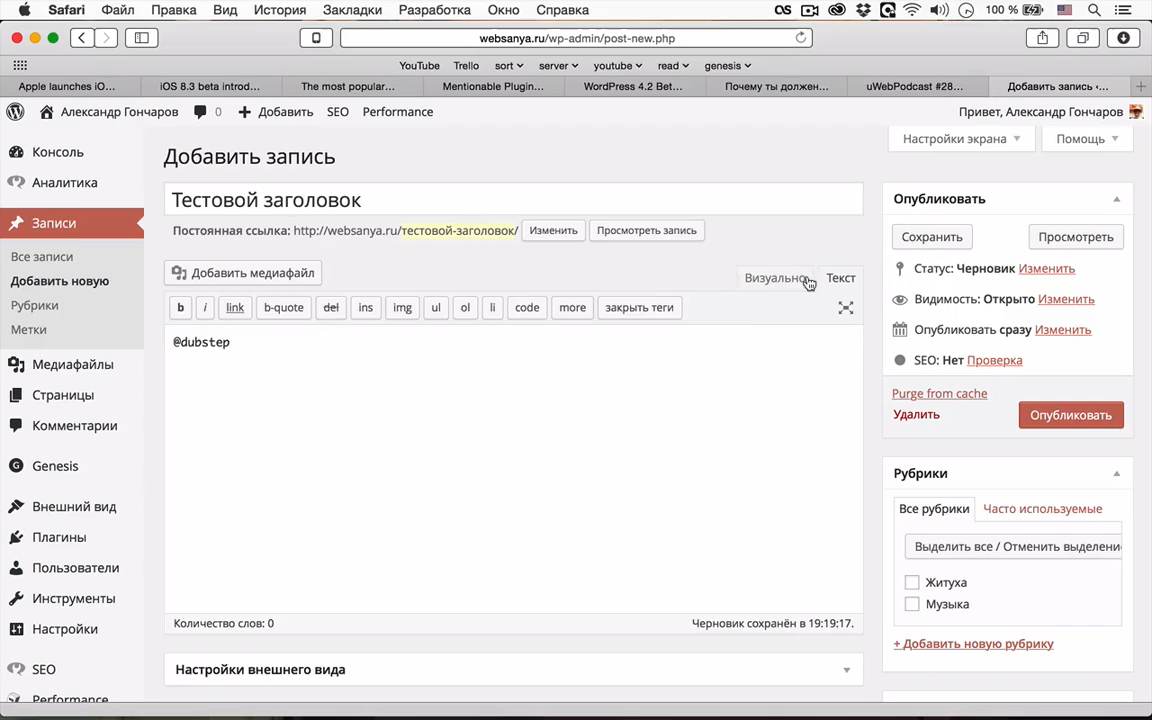 Safari Файл Правка Вид История Закладки Разработка Окно Справка 100 %
websanya.ru/wp-admin/post-new.php
YouTube Trello sort server youtube read genesis
Apple launches iO... iOS 8.3 beta introd... The most popular... Mentionable Plugin... WordPress 4.2 Bet... Почему ты должен... uWebPodcast #28... Добавить запись ‹...
Александр Гончаров 0 Добавить SEO Performance Привет, Александр Гончаров
Настройки экрана Помощь
Консоль
Аналитика
Записи
Все записи
Добавить новую
Рубрики
Метки
Медиафайлы
Страницы
Комментарии
Genesis
Внешний вид
Плагины
Пользователи
Инструменты
Настройки
SEO
Performance
Добавить запись
Тестовой заголовок
Постоянная ссылка: http://websanya.ru/тестовой-заголовок/ Изменить Просмотреть запись
Добавить медиафайл Визуально Текст
b i link b-quote del ins img ul ol li code more закрыть теги
@dubstep
Количество слов: 0 Черновик сохранён в 19:19:17.
Настройки внешнего вида
Опубликовать
Сохранить Просмотреть
Статус: Черновик Изменить
Видимость: Открыто Изменить
Опубликовать сразу Изменить
SEO: Нет Проверка
Purge from cache
Удалить Опубликовать
Рубрики
Все рубрики Часто используемые
Выделить все / Отменить выделени
Житуха
Музыка
+ Добавить новую рубрику